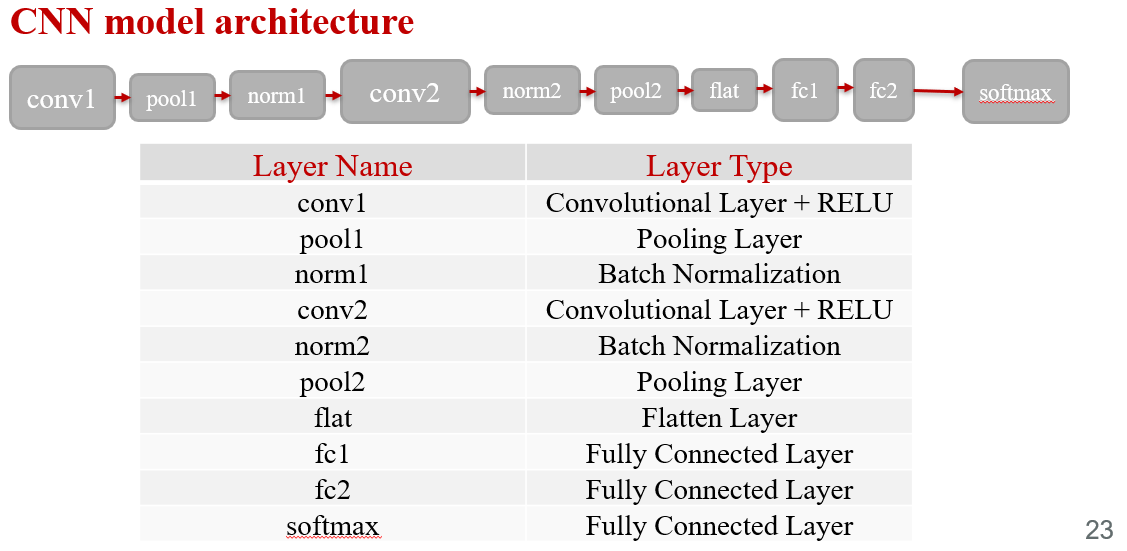 CNN model architecture
conv1 pool1 norm1 conv2 norm2 pool2 flat fc1 fc2 softmax
Layer Name Layer Type
conv1 Convolutional Layer + RELU
pool1 Pooling Layer
norm1 Batch Normalization
conv2 Convolutional Layer + RELU
norm2 Batch Normalization
pool2 Pooling Layer
flat Flatten Layer
fc1 Fully Connected Layer
fc2 Fully Connected Layer
softmax Fully Connected Layer
23